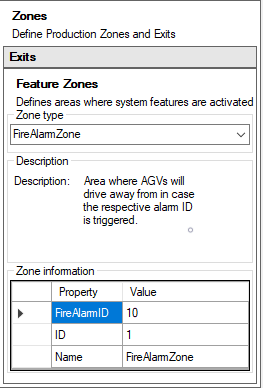 Zones
Define Production Zones and Exits
Exits
Feature Zones
Defines areas where system features are activated
Zone type
FireAlarmZone
Description
Description: Area where AGVs will
drive away from in case
the respective alarm ID
is triggered.
Zone information
Property Value
FireAlarmID 10
ID 1
Name FireAlarmZone